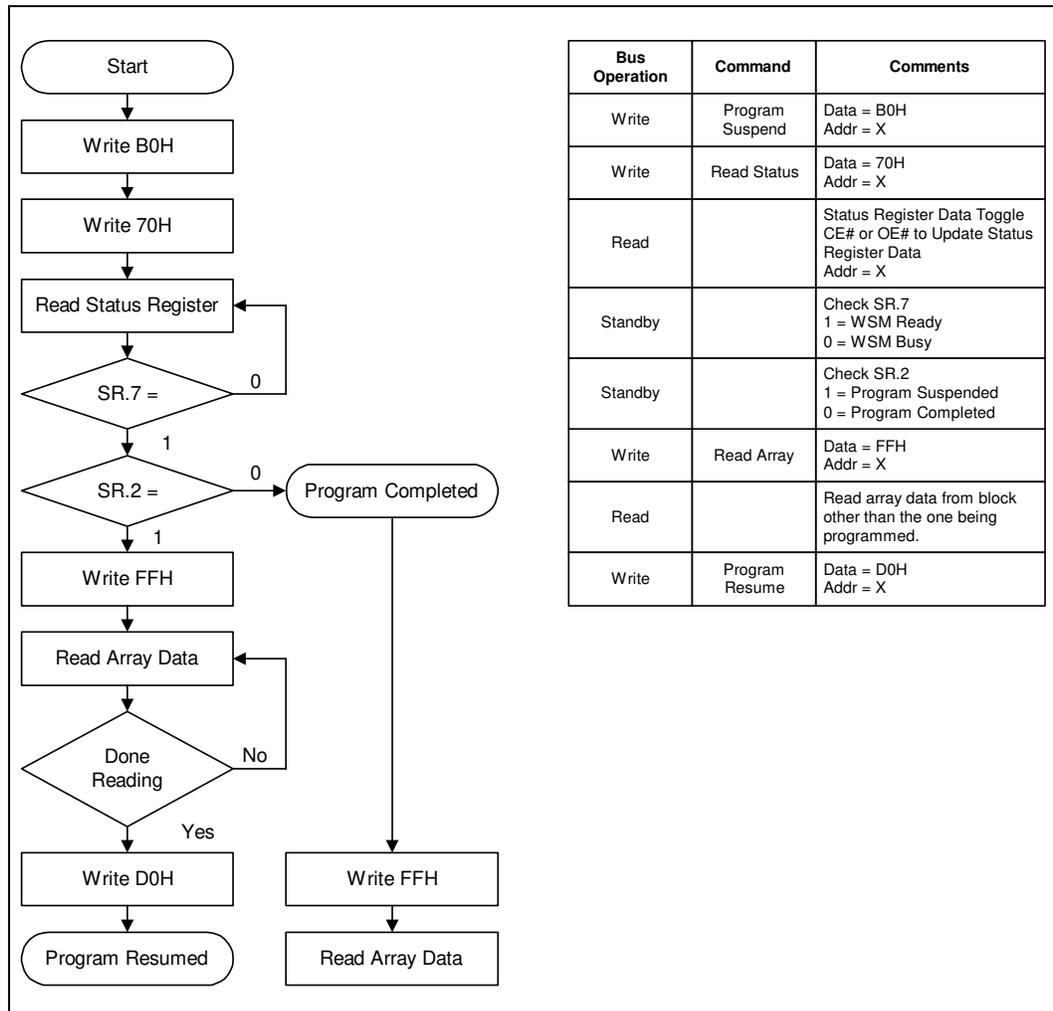 Start
Write B0H
Write 70H
Read Status Register
SR.7 =
0
1
SR.2 =
0
Program Completed
1
Write FFH
Read Array Data
Done
Reading
No
Yes
Write D0H
Write FFH
Program Resumed
Read Array Data
Bus
Operation
Command
Comments
Write
Program
Suspend
Data = B0H
Addr = X
Write
Read Status
Data = 70H
Addr = X
Read
Status Register Data Toggle
CE# or OE# to Update Status
Register Data
Addr = X
Standby
Check SR.7
1 = WSM Ready
0 = WSM Busy
Standby
Check SR.2
1 = Program Suspended
0 = Program Completed
Write
Read Array
Data = FFH
Addr = X
Read
Read array data from block
other than the one being
programmed.
Write
Program
Resume
Data = D0H
Addr = X